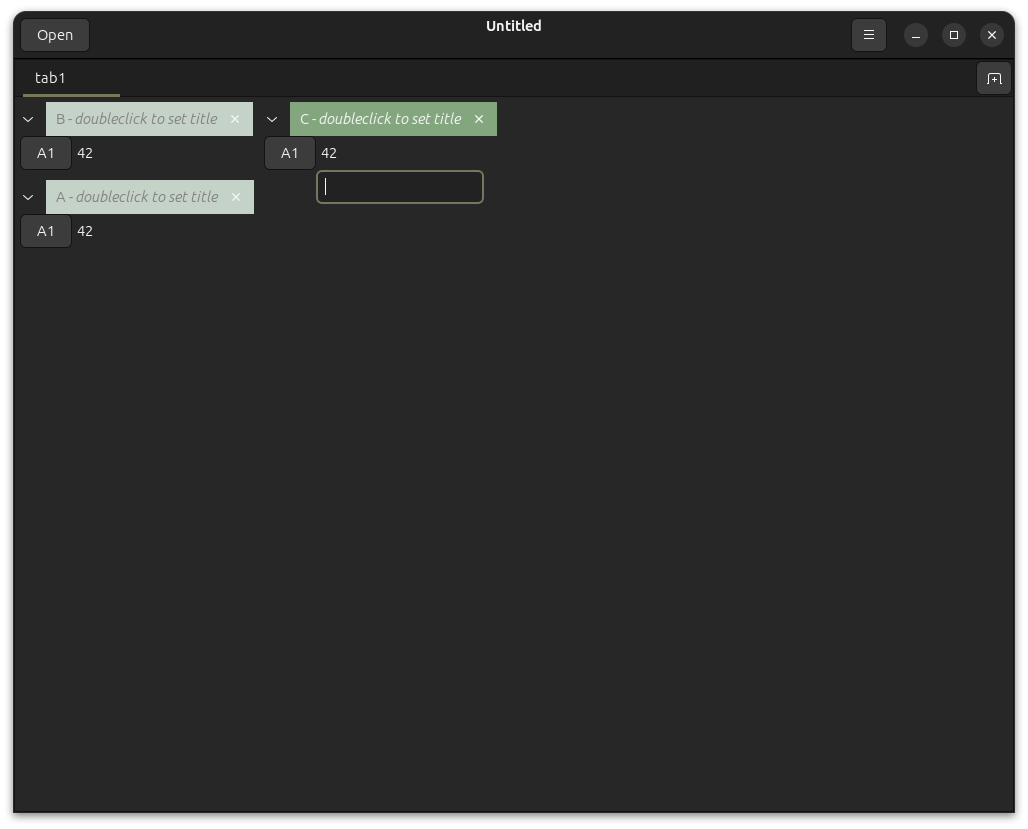 Open
Untitled
tab1
B - doubleclick to set title
A1 42
A - doubleclick to set title
A1 42
C - doubleclick to set title
A1 42